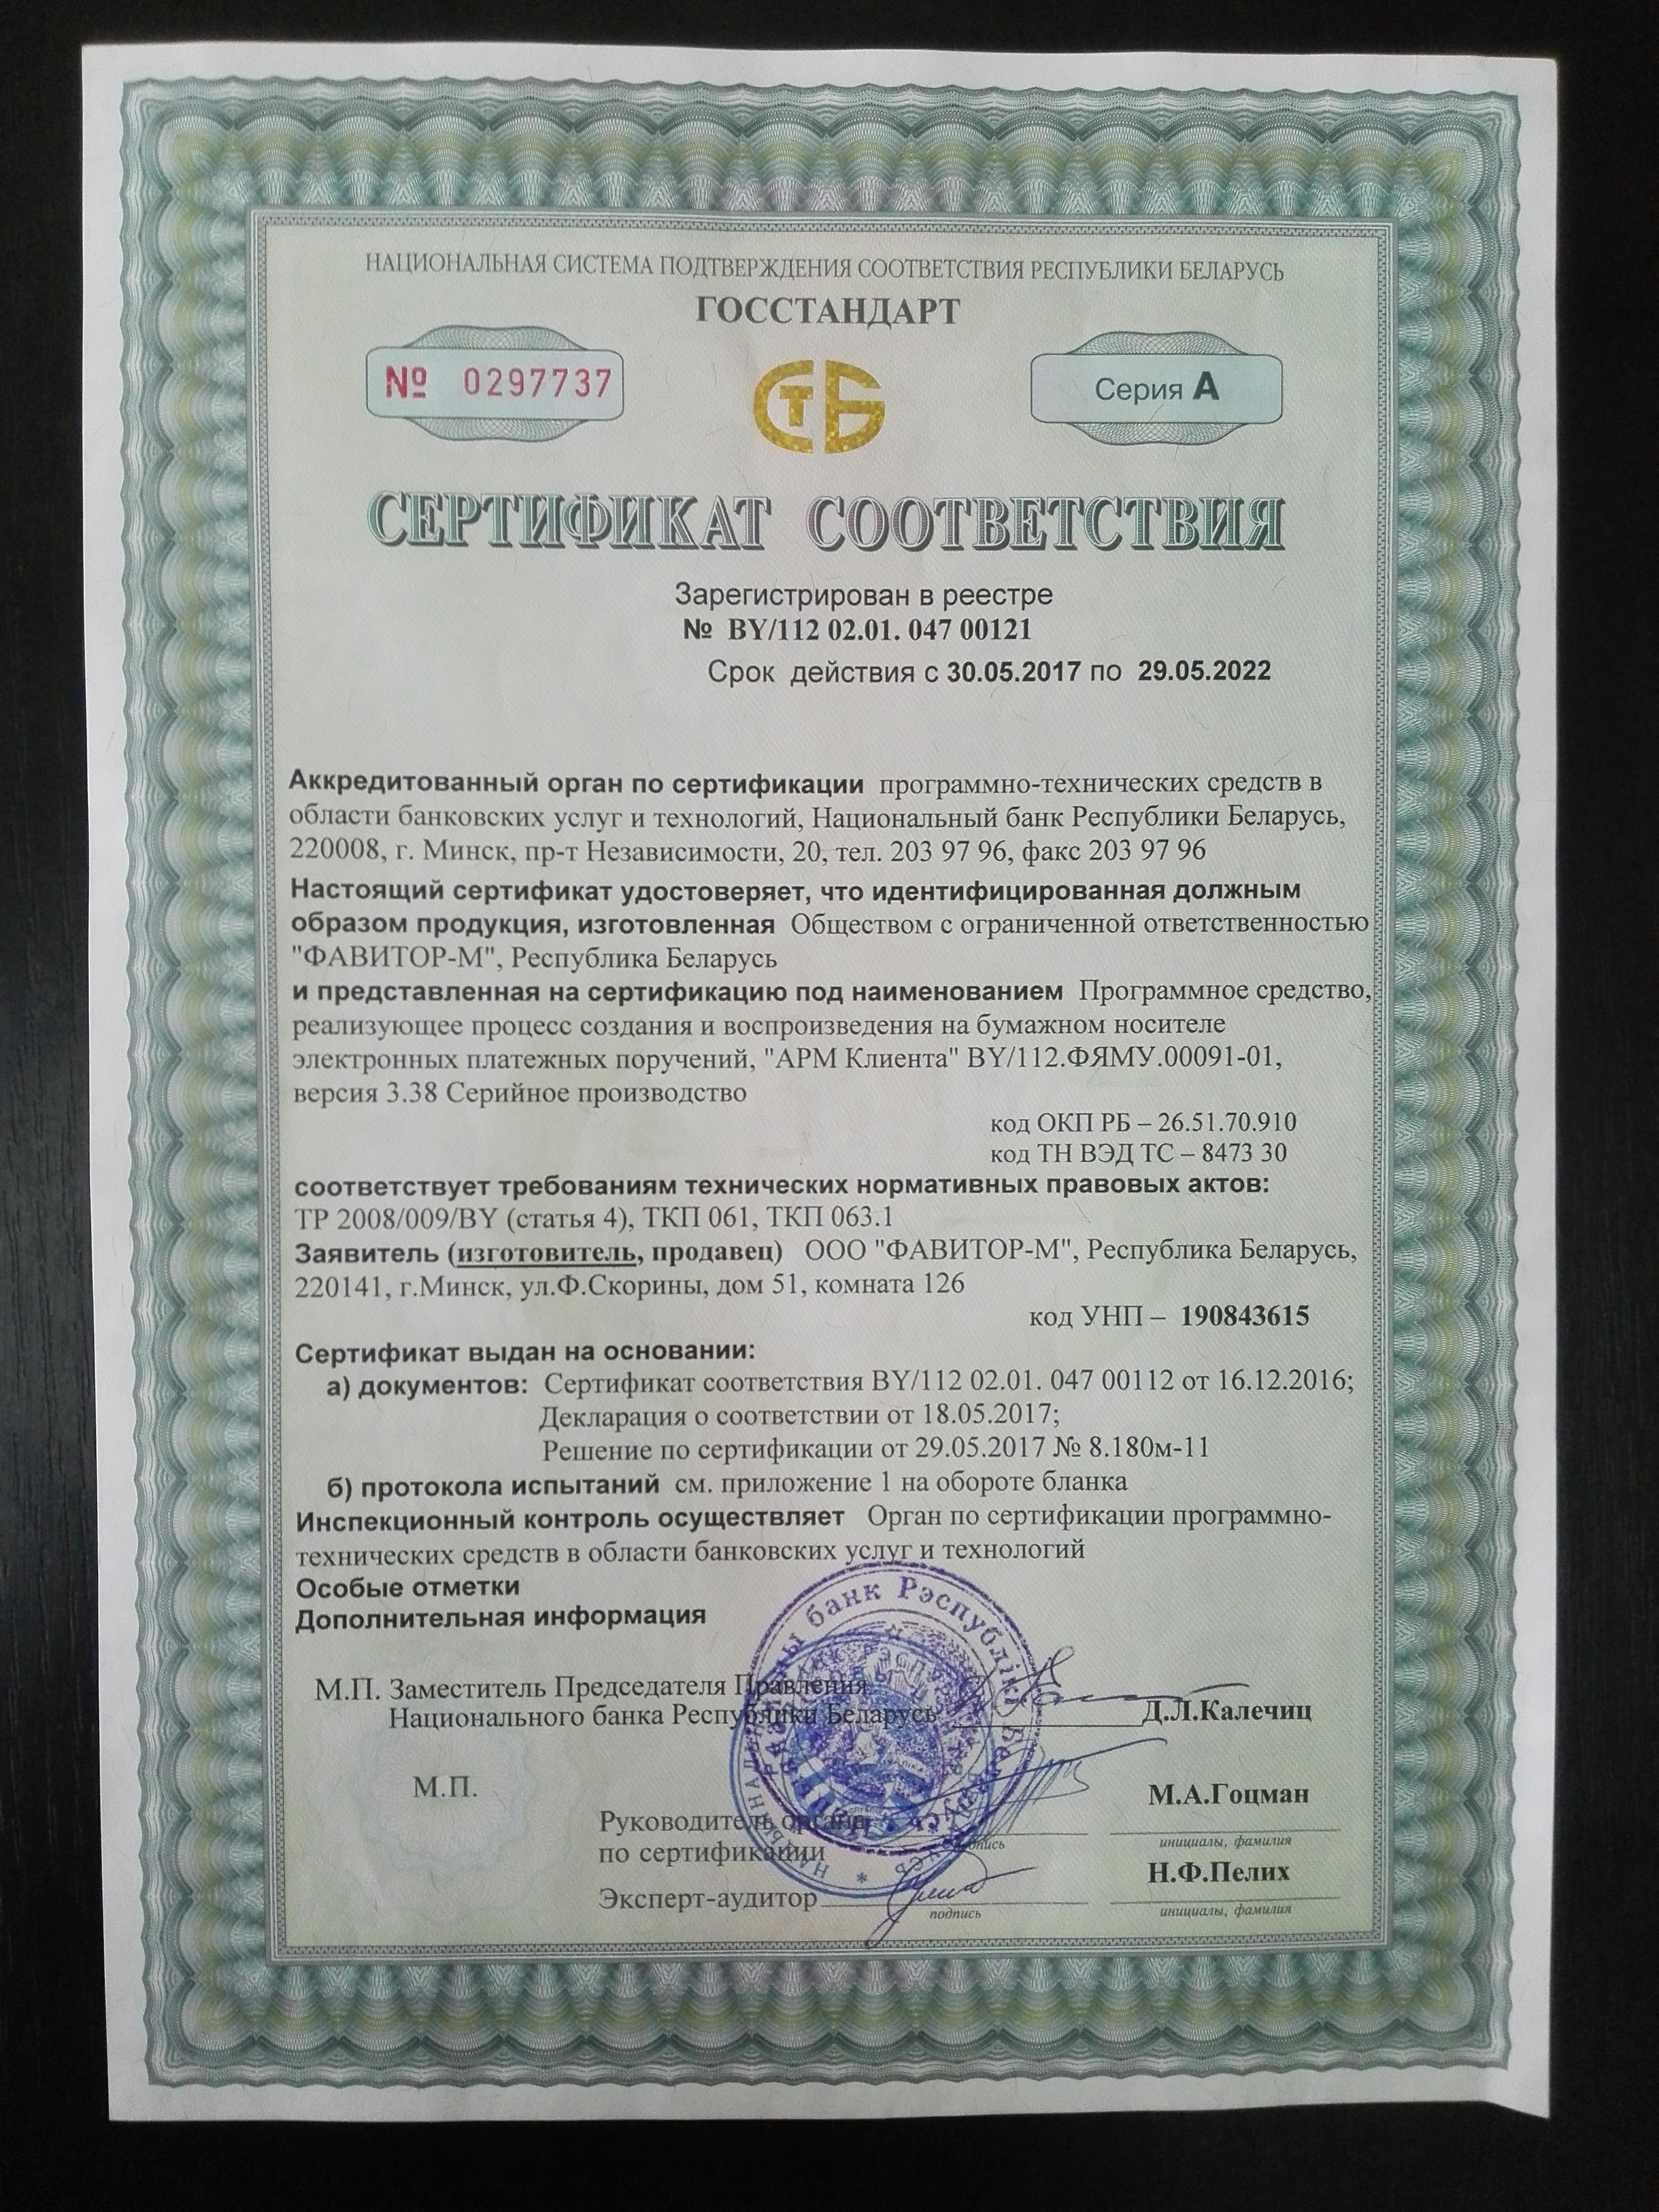 НАЦИОНАЛЬНАЯ СИСТЕМА ПОДТВЕРЖДЕНИЯ СООТВЕТСТВИЯ РЕСПУБЛИКИ БЕЛАРУСЬ
ГОССТАНДАРТ
№ 0297737
СТБ
Серия А
СЕРТИФИКАТ СООТВЕТСТВИЯ
Зарегистрирован в реестре
№ BY/112 02.01. 047 00121
Срок действия с 30.05.2017 по 29.05.2022
Аккредитованный орган по сертификации программно-технических средств в
области банковских услуг и технологий, Национальный банк Республики Беларусь,
220008, г. Минск, пр-т Независимости, 20, тел. 203 97 96, факс 203 97 96
Настоящий сертификат удостоверяет, что идентифицированная должным
образом продукция, изготовленная Обществом с ограниченной ответственностью
"ФАВИТОР-М", Республика Беларусь
и представленная на сертификацию под наименованием Программное средство,
реализующее процесс создания и воспроизведения на бумажном носителе
электронных платежных поручений, "АРМ Клиента" BY/112.ФЯМУ.00091-01,
версия 3.38 Серийное производство
код ОКП РБ – 26.51.70.910
код ТН ВЭД ТС – 8473 30
соответствует требованиям технических нормативных правовых актов:
ТР 2008/009/BY (статья 4), ТКП 061, ТКП 063.1
Заявитель (изготовитель, продавец) ООО "ФАВИТОР-М", Республика Беларусь,
220141, г.Минск, ул.Ф.Скорины, дом 51, комната 126
код УНП – 190843615
Сертификат выдан на основании:
а) документов: Сертификат соответствия BY/112 02.01. 047 00112 от 16.12.2016;
Декларация о соответствии от 18.05.2017;
Решение по сертификации от 29.05.2017 № 8.180м-11
б) протокола испытаний см. приложение 1 на обороте бланка
Инспекционный контроль осуществляет Орган по сертификации программно-
технических средств в области банковских услуг и технологий
Особые отметки
Дополнительная информация
банк Рэспублікі
М.П. Заместитель Председателя Правления
Национального банка Республики Беларусь Д.Л.Калечиц
М.П.
М.А.Гоцман
Руководитель органа
по сертификации
подпись
инициалы, фамилия
Н.Ф.Пелих
Эксперт-аудитор
подпись
инициалы, фамилия